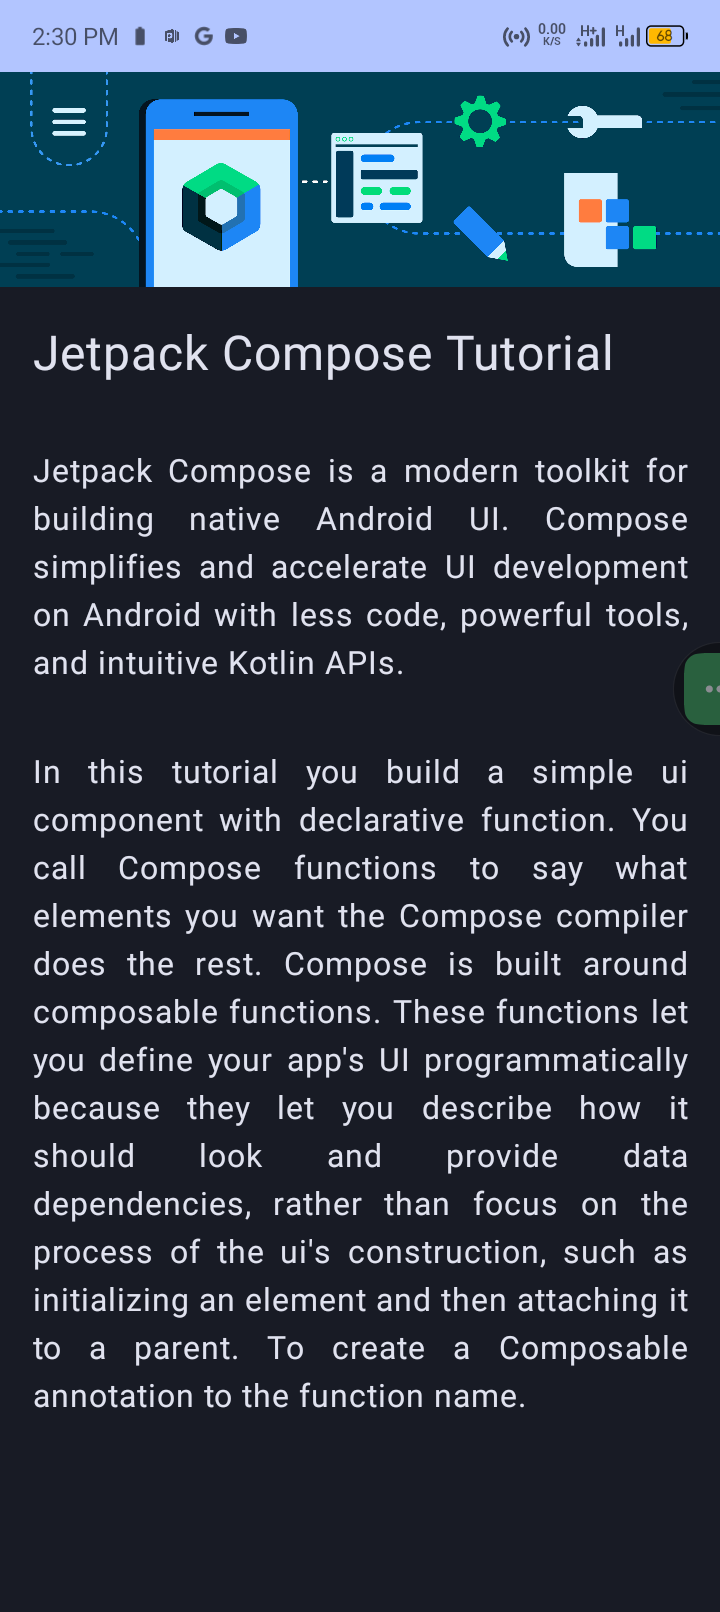 2:30 PM
0.00
K/S
H+
H
68
Jetpack Compose Tutorial
Jetpack Compose is a modern toolkit for
building native Android UI. Compose
simplifies and accelerate UI development
on Android with less code, powerful tools,
and intuitive Kotlin APIs.
In this tutorial you build a simple ui
component with declarative function. You
call Compose functions to say what
elements you want the Compose compiler
does the rest. Compose is built around
composable functions. These functions let
you define your app's UI programmatically
because they let you describe how it
should look and provide data
dependencies, rather than focus on the
process of the ui's construction, such as
initializing an element and then attaching it
to a parent. To create a Composable
annotation to the function name.